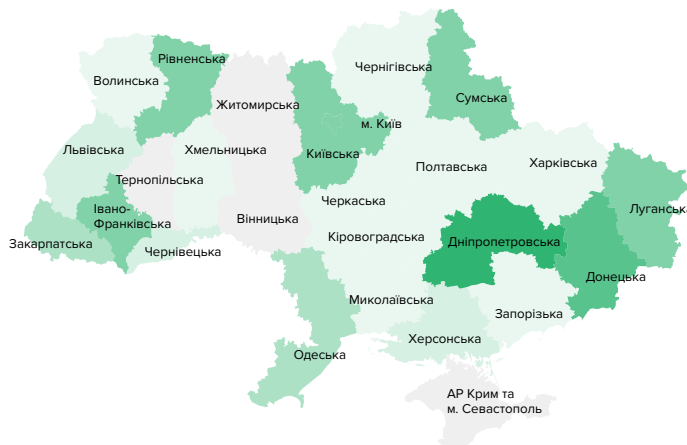 Рівненська
Волинська
Чернігівська
Житомирська
Сумська
м. Київ
Львівська
Хмельницька
Київська
Харківська
Полтавська
Тернопільська
Черкаська
Івано-
Франківська
Луганська
Вінницька
Кіровоградська
Дніпропетровська
Закарпатська
Чернівецька
Донецька
Миколаївська
Запорізька
Херсонська
Одеська
АР Крим та
м. Севастополь